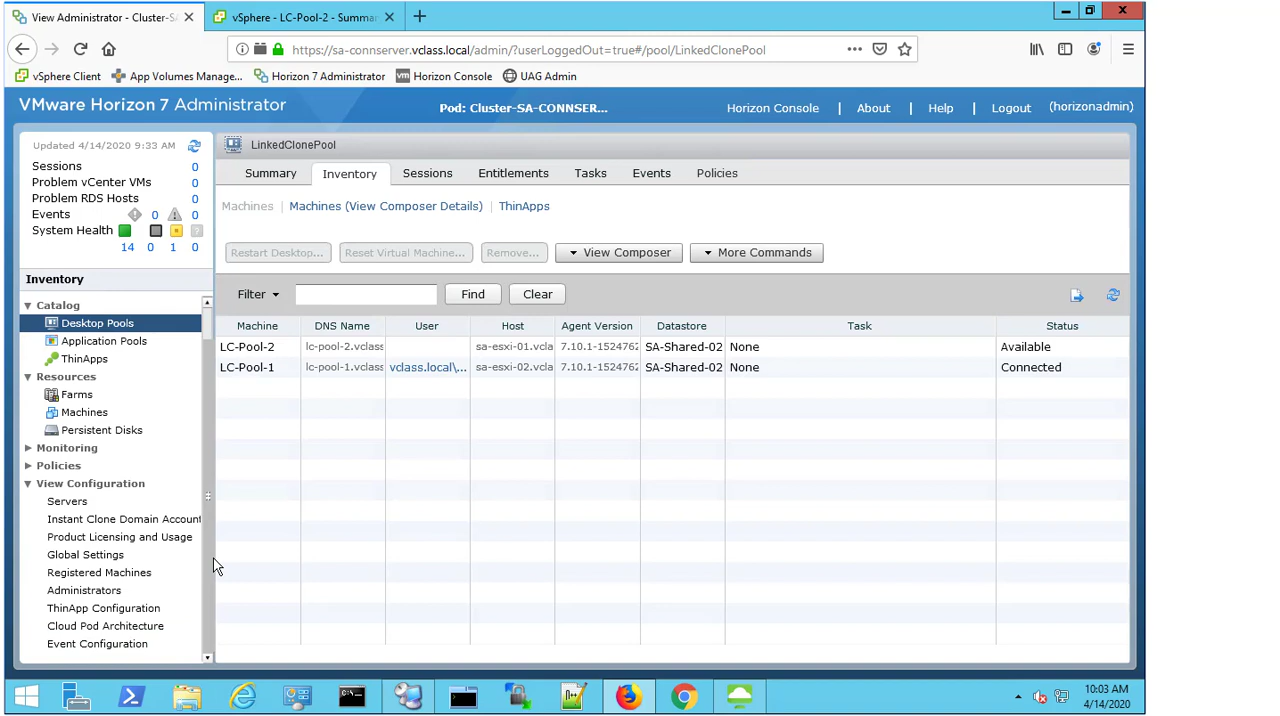 View Administrator - Cluster-SA
vSphere - LC-Pool-2 - Summar
https://sa-connserver.vclass.local/admin/?userLoggedOut=true#/pool/LinkedClonePool
vSphere Client
App Volumes Manage...
Horizon 7 Administrator
vm Horizon Console
UAG Admin
VMware Horizon 7 Administrator
Pod: Cluster-SA-CONNSER...
Horizon Console | About | Help | Logout (horizonadmin)
Updated 4/14/2020 9:33 AM
Sessions 0
Problem vCenter VMs 0
Problem RDS Hosts 0
Events 0 0
System Health
14 0 1 0
Inventory
Catalog
Desktop Pools
Application Pools
ThinApps
Resources
Farms
Machines
Persistent Disks
Monitoring
Policies
View Configuration
Servers
Instant Clone Domain Account
Product Licensing and Usage
Global Settings
Registered Machines
Administrators
ThinApp Configuration
Cloud Pod Architecture
Event Configuration
LinkedClonePool
Summary Inventory Sessions Entitlements Tasks Events Policies
Machines | Machines (View Composer Details) | ThinApps
Restart Desktop... Reset Virtual Machine... Remove... View Composer More Commands
Filter Find Clear
Machine DNS Name User Host Agent Version Datastore Task Status
LC-Pool-2 lc-pool-2.vclass sa-esxi-01.vcla 7.10.1-1524762 SA-Shared-02 None Available
LC-Pool-1 lc-pool-1.vclass vclass.local\... sa-esxi-02.vcla 7.10.1-1524762 SA-Shared-02 None Connected
10:03 AM
4/14/2020